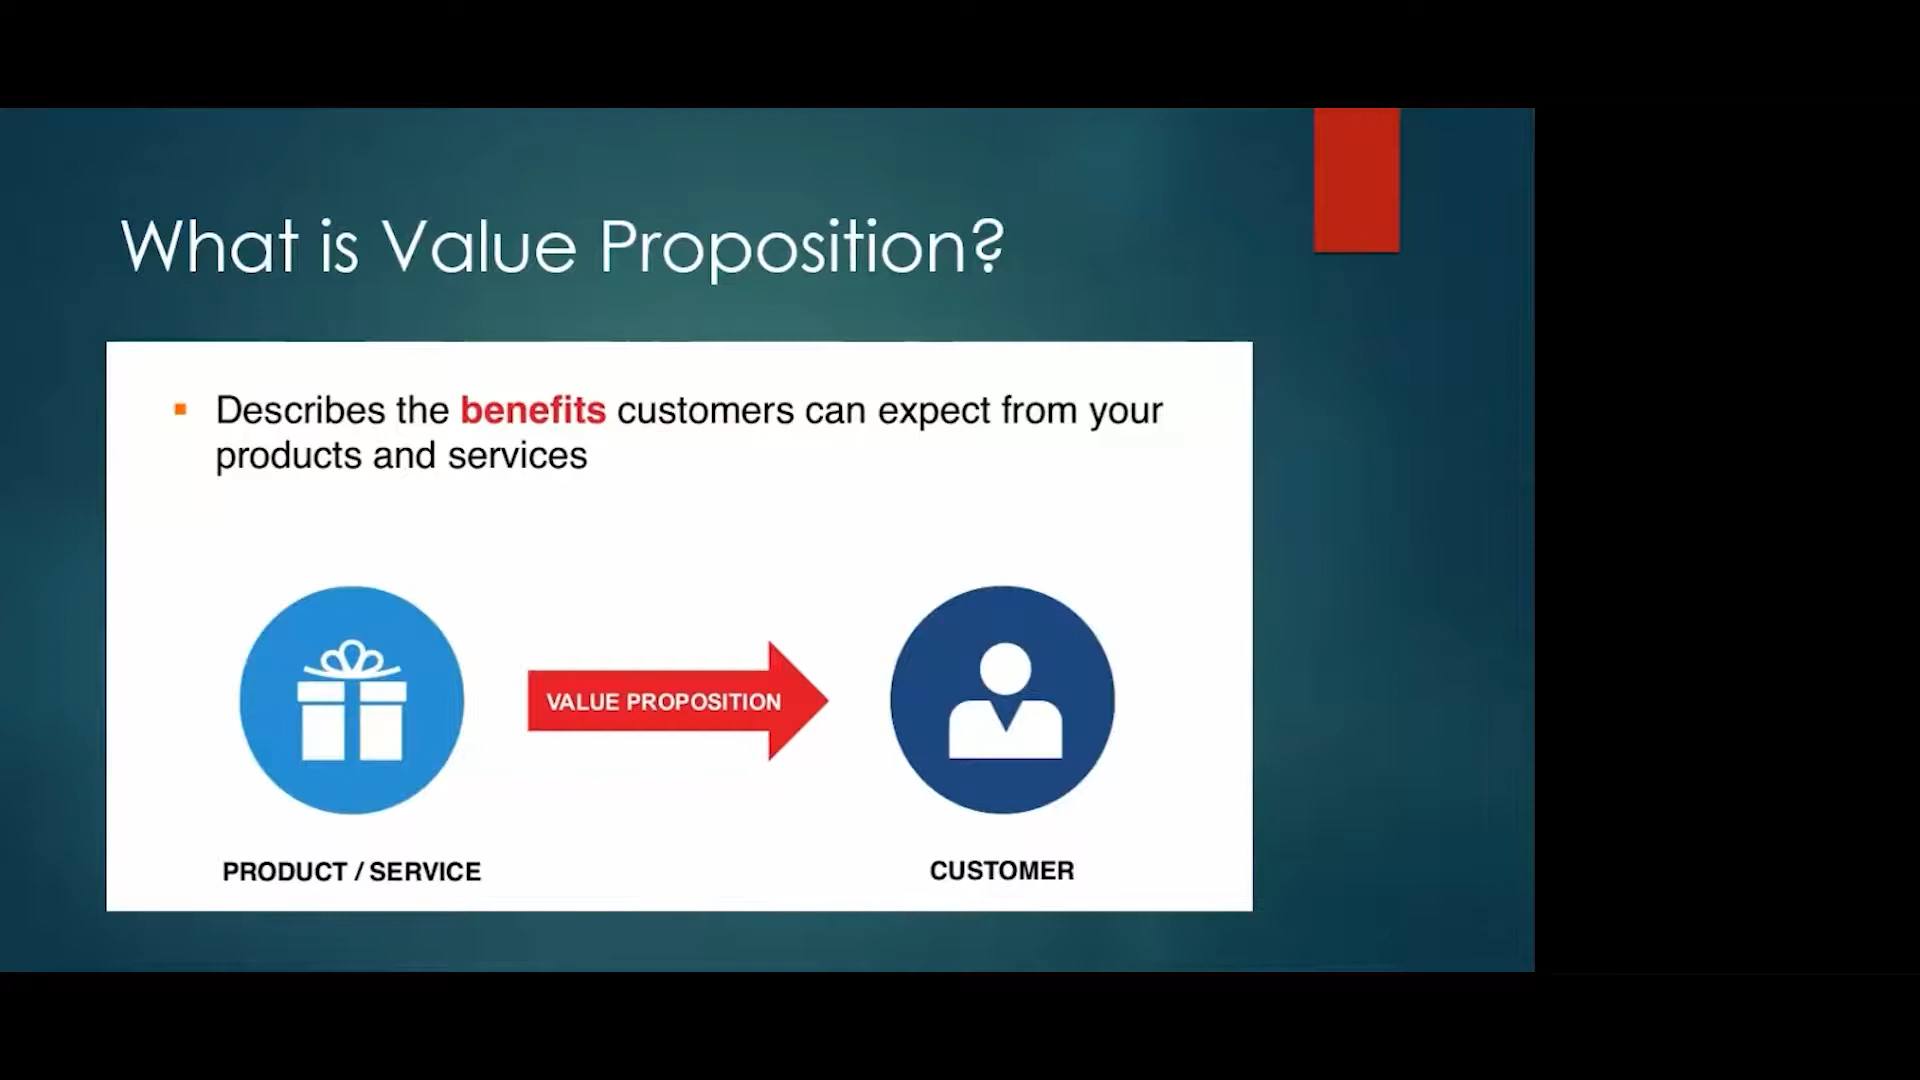 What is Value Proposition?
Describes the benefits customers can expect from your
products and services
VALUE PROPOSITION
PRODUCT / SERVICE
CUSTOMER